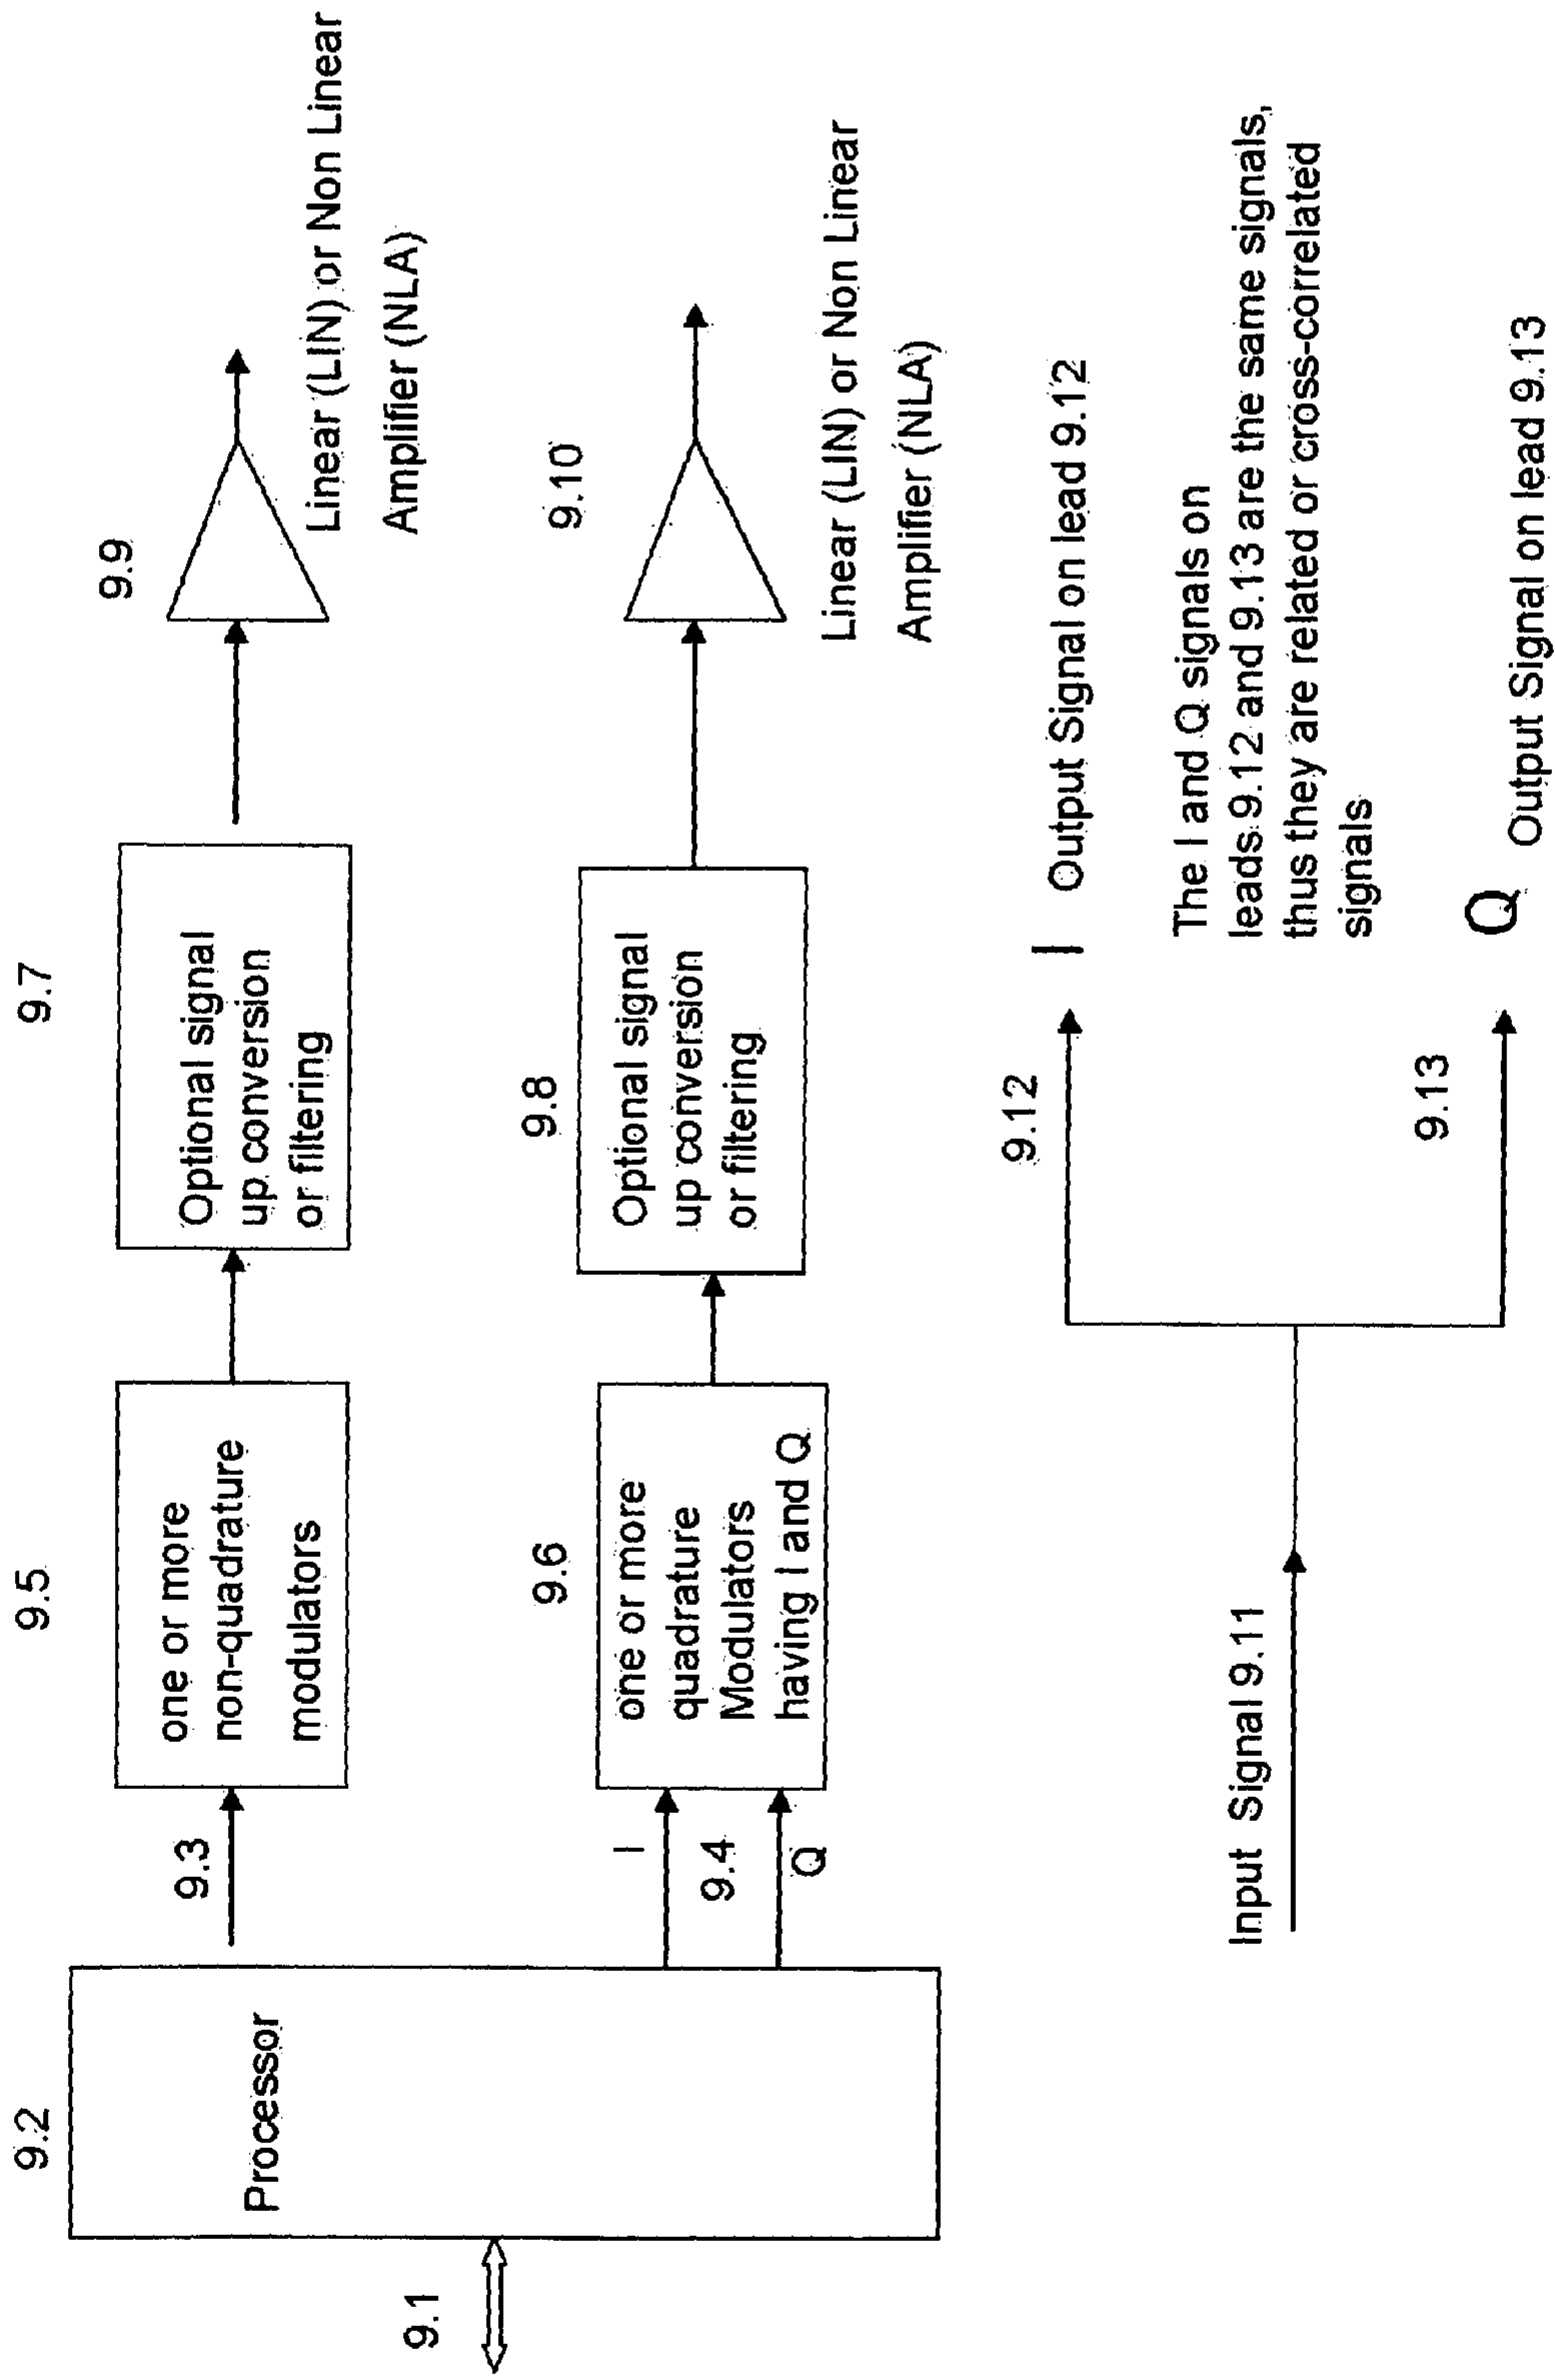 9.1
9.2
Processor
9.3
9.5
one or more
non-quadrature
modulators
9.7
Optional signal
up conversion
or filtering
9.9
Linear (LIN) or Non Linear
Amplifier (NLA)
I
9.4
Q
9.6
one or more
quadrature
Modulators
having I and Q
9.8
Optional signal
up conversion
or filtering
9.10
Linear (LIN) or Non Linear
Amplifier (NLA)
Input Signal 9.11
9.12
I Output Signal on lead 9.12
The I and Q signals on
leads 9.12 and 9.13 are the same signals,
thus they are related or cross-correlated
signals
9.13
Q Output Signal on lead 9.13